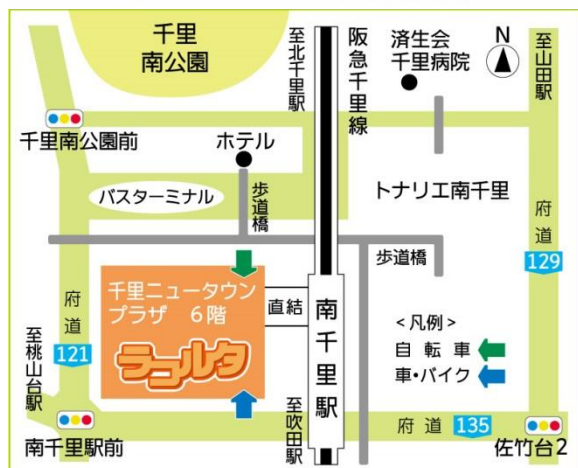 千里
南公園
至北千里駅
阪急千里線
済生会
千里病院
N
至山田駅
千里南公園前
ホテル
バスターミナル
歩道橋
トナリエ南千里
府道
129
歩道橋
千里ニュータウン
プラザ 6階
ラコルタ
直結
南千里駅
<凡例>
自転車
車・バイク
府道
121
至桃山台駅
南千里駅前
至吹田駅
府道 135
佐竹台2